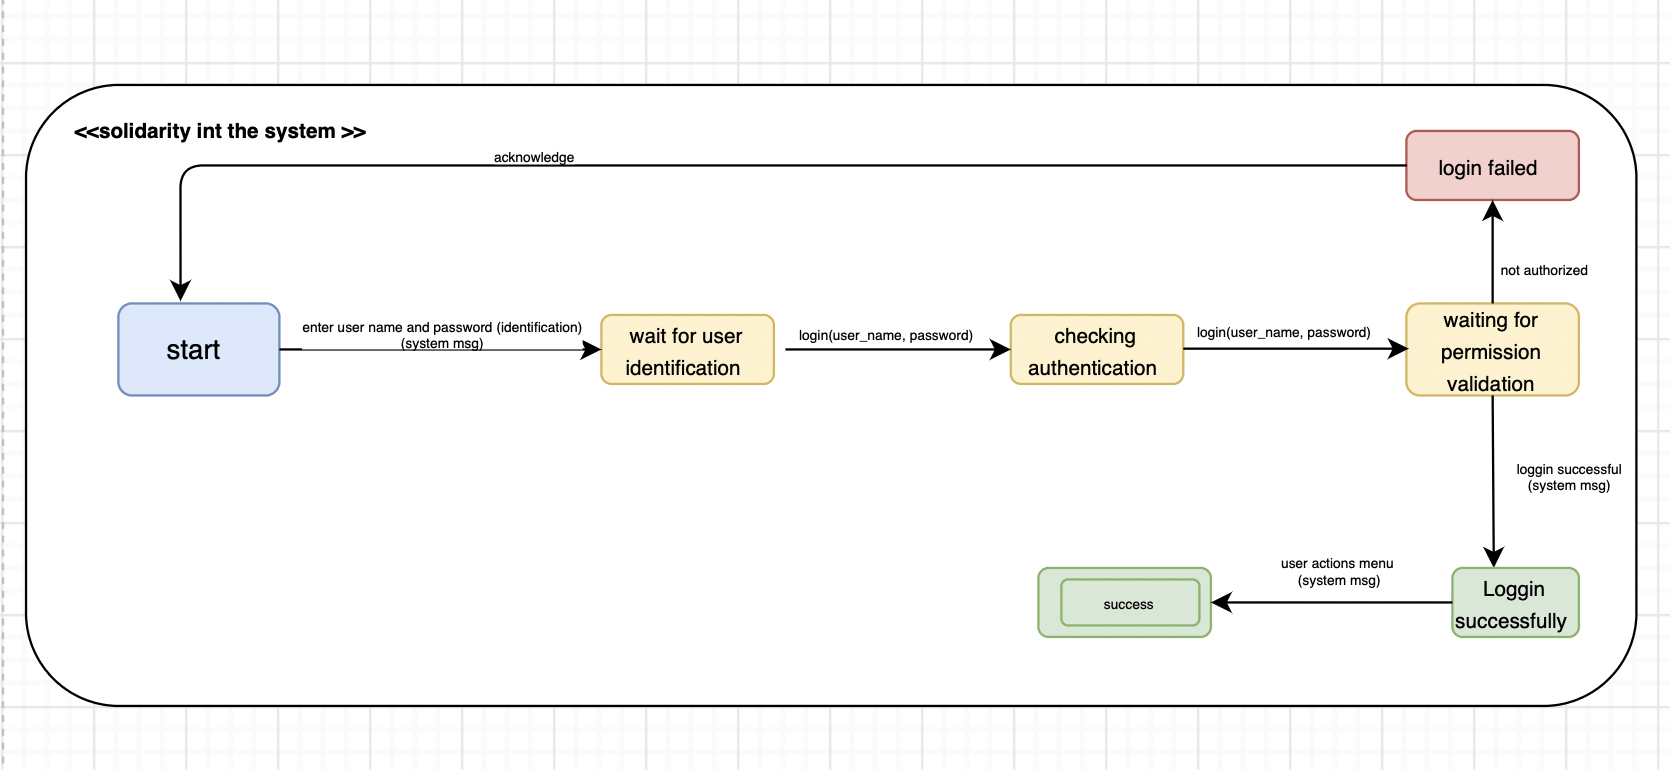 <<solidarity int the system >>
acknowledge
login failed
not authorized
start
enter user name and password (identification)
(system msg)
wait for user
identification
login(user_name, password)
checking
authentication
login(user_name, password)
waiting for
permission
validation
loggin successful
(system msg)
user actions menu
(system msg)
Loggin
successfully
success